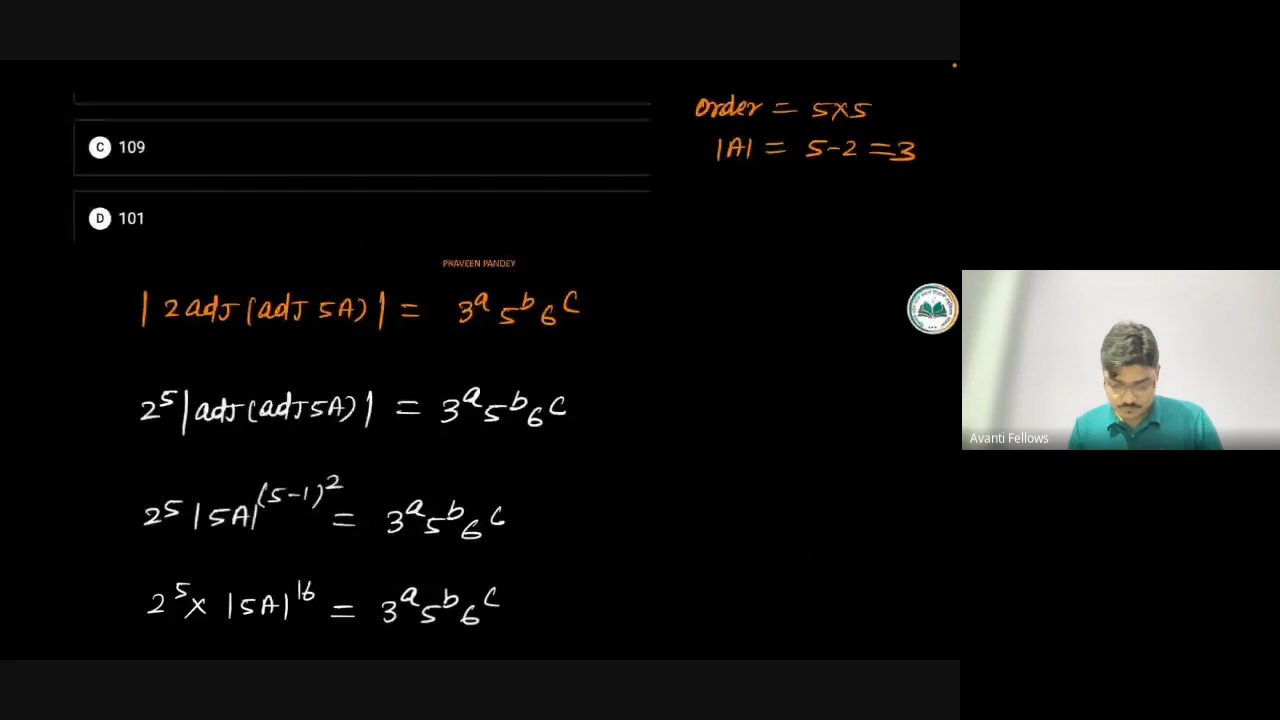 order = 5×5
|A| = 5-2 = 3
C 109
D 101
PRAVEEN PANDEY
|2 adJ (adJ 5A)| = 3^a 5^b 6^c
2^5 |adJ (adJ 5A)| = 3^a 5^b 6^c
2^5 |5A|^(5-1)^2 = 3^a 5^b 6^c
2^5 × |5A|^16 = 3^a 5^b 6^c
Avanti Fellows